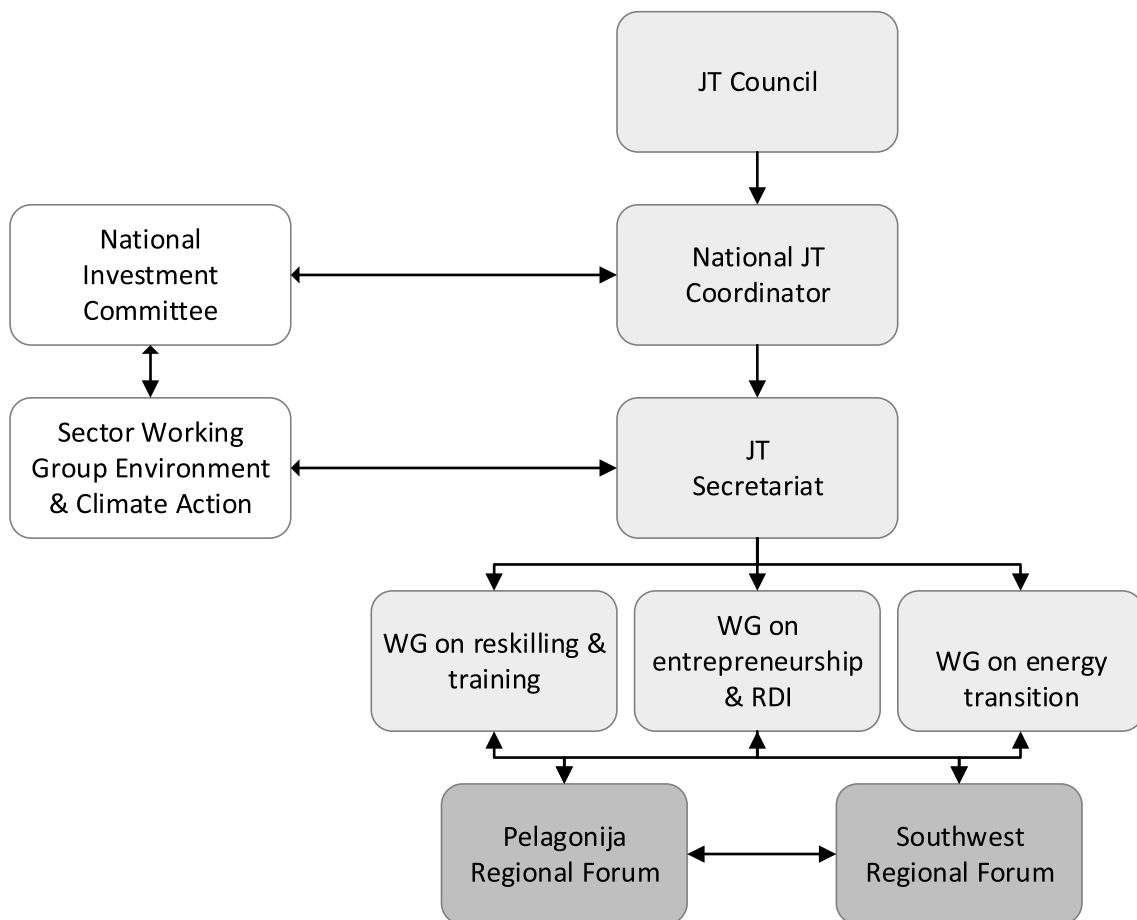 JT Council
National
Investment
Committee
National JT
Coordinator
Sector Working
Group Environment
& Climate Action
JT
Secretariat
WG on reskilling &
training
WG on
entrepreneurship
& RDI
WG on energy
transition
Pelagonija
Regional Forum
Southwest
Regional Forum